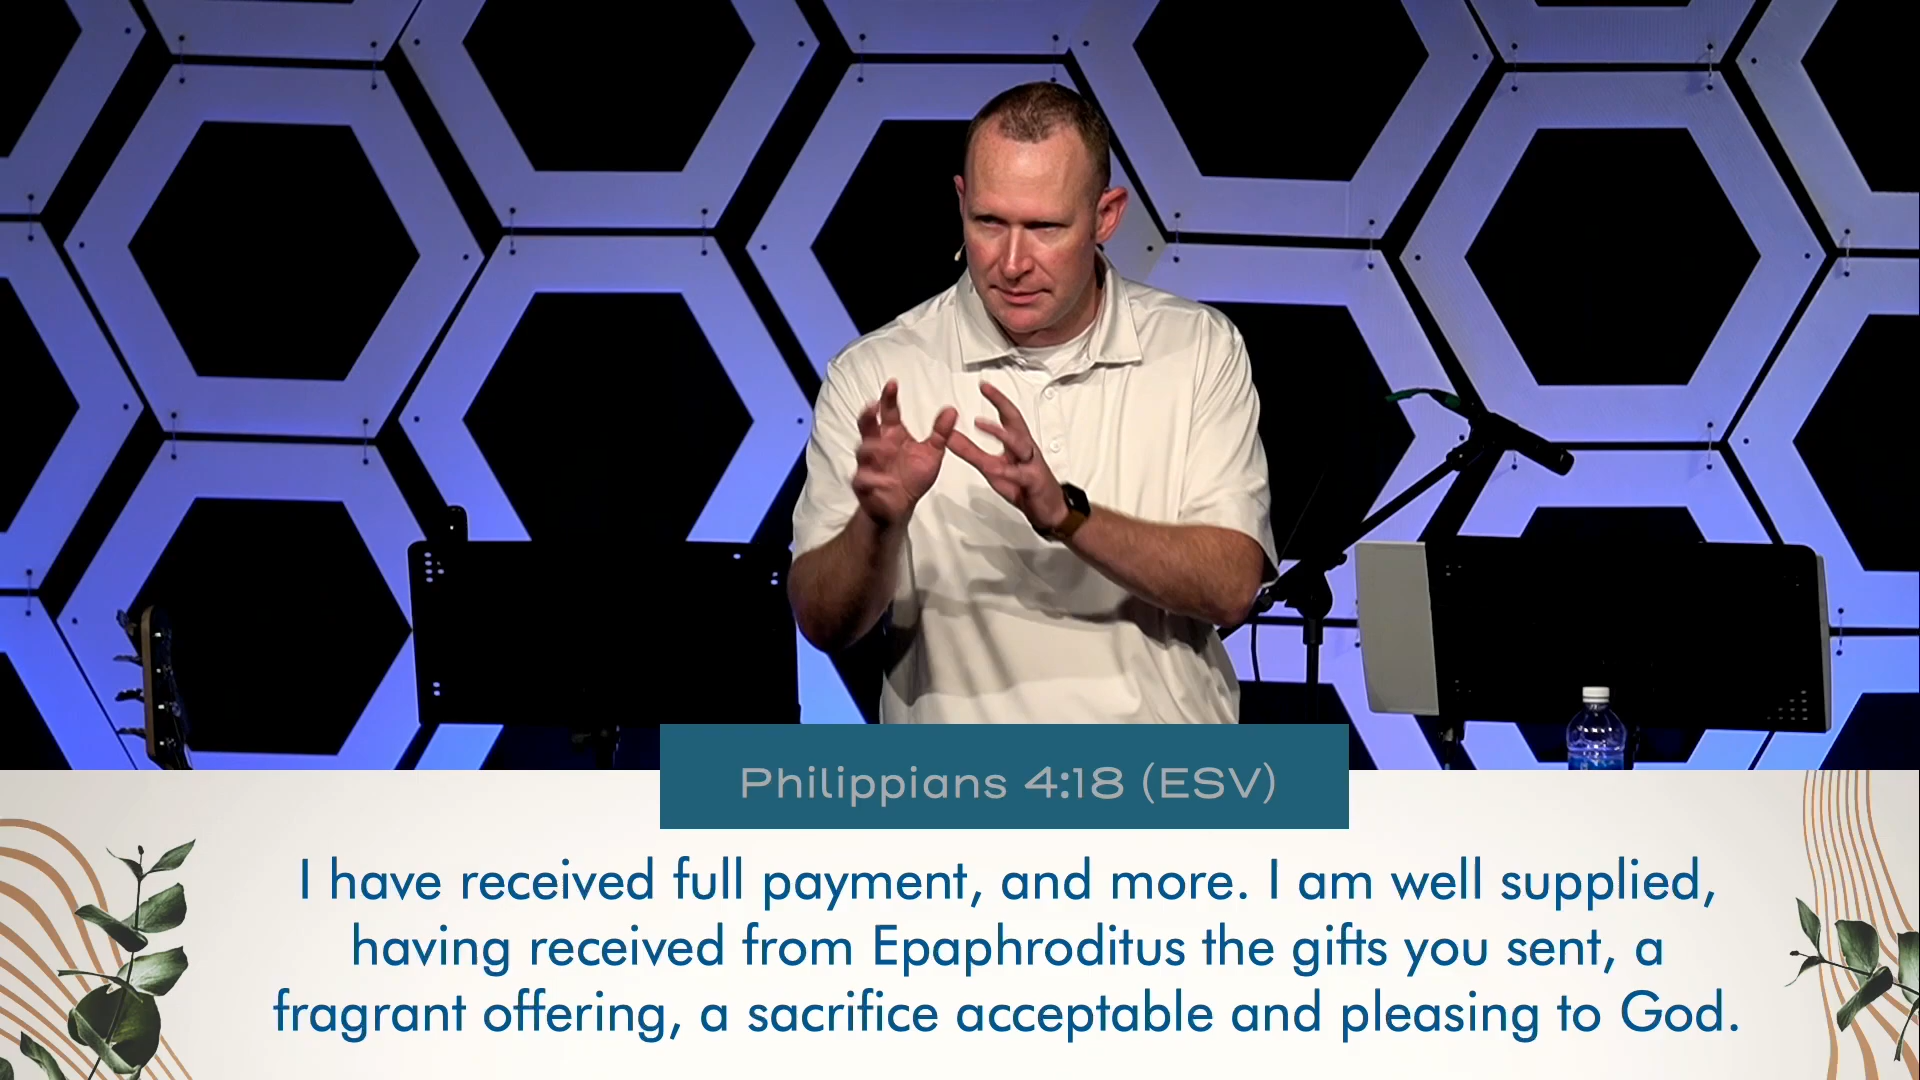 Philippians 4:18 (ESV)
I have received full payment, and more. I am well supplied,
having received from Epaphroditus the gifts you sent, a
fragrant offering, a sacrifice acceptable and pleasing to God.